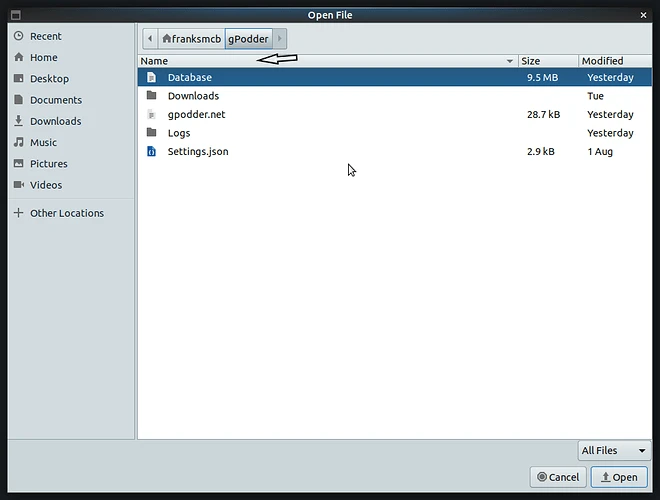 Open File
Recent
Home
Desktop
Documents
Downloads
Music
Pictures
Videos
Other Locations
franksmcb gPodder
Name Size Modified
Database 9.5 MB Yesterday
Downloads Tue
gpodder.net 28.7 kB Yesterday
Logs Yesterday
Settings.json 2.9 kB 1 Aug
All Files
Cancel Open